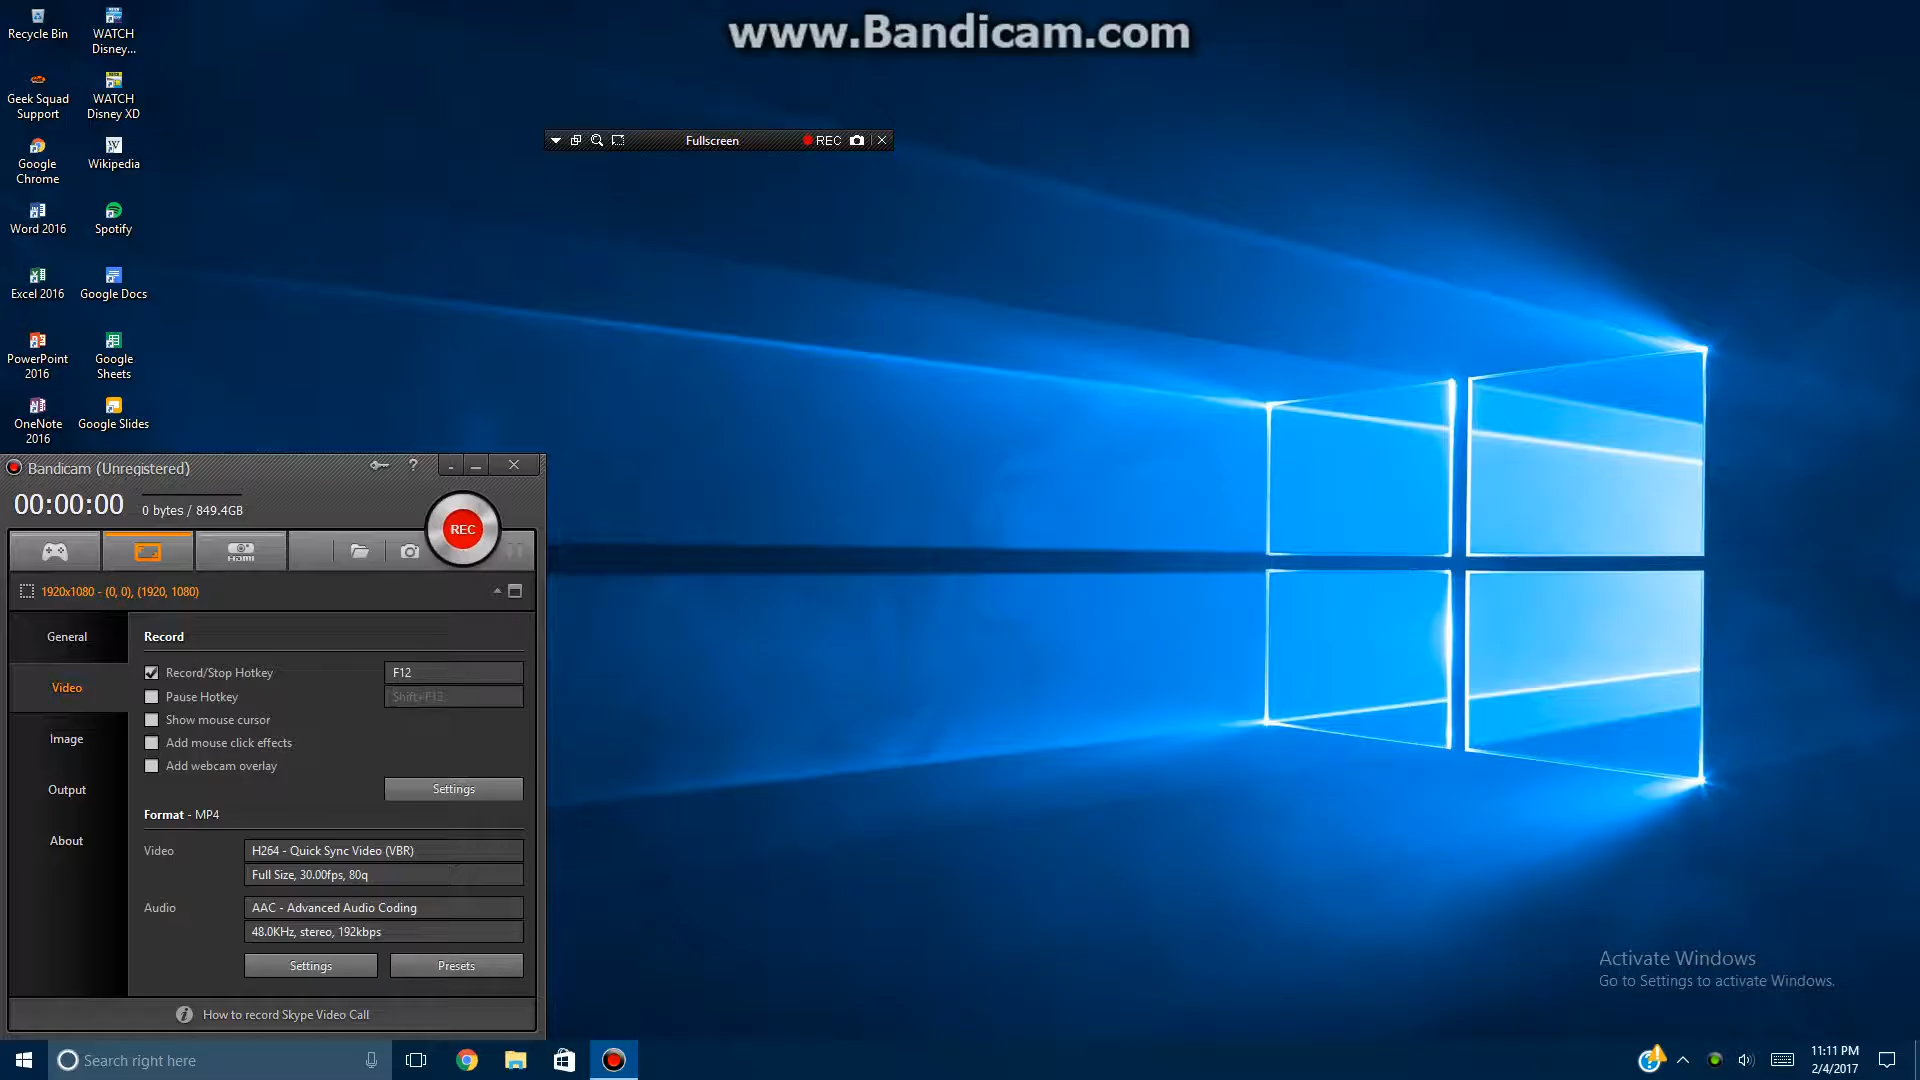 www.Bandicam.com
Recycle Bin
WATCH
Disney...
Geek Squad
Support
WATCH
Disney XD
Google
Chrome
Wikipedia
Word 2016
Spotify
Excel 2016
Google Docs
PowerPoint
2016
Google
Sheets
OneNote
2016
Google Slides
Fullscreen
REC
Bandicam (Unregistered)
?
00:00:00
0 bytes / 849.4GB
REC
HDMI
1920x1080 - (0, 0), (1920, 1080)
General
Video
Image
Output
About
Record
Record/Stop Hotkey
F12
Pause Hotkey
Shift+F12
Show mouse cursor
Add mouse click effects
Add webcam overlay
Settings
Format - MP4
Video
H264 - Quick Sync Video (VBR)
Full Size, 30.00fps, 80q
Audio
AAC - Advanced Audio Coding
48.0KHz, stereo, 192kbps
Settings
Presets
How to record Skype Video Call
Activate Windows
Go to Settings to activate Windows.
Search right here
11:11 PM
2/4/2017